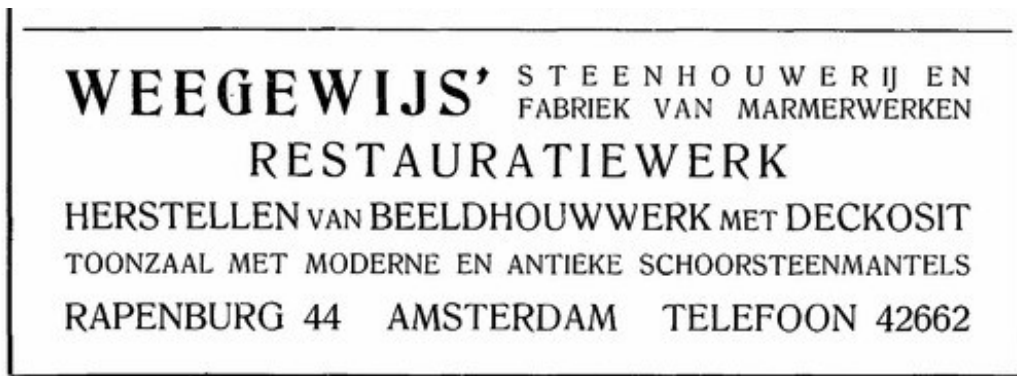 WEEGEWIJS' STEENHOUWERIJ EN
FABRIEK VAN MARMERWERKEN
RESTAURATIEWERK
HERSTELLEN VAN BEELDHOUWWERK MET DECKOSIT
TOONZAAL MET MODERNE EN ANTIEKE SCHOORSTEENMANTELS
RAPENBURG 44 AMSTERDAM TELEFOON 42662